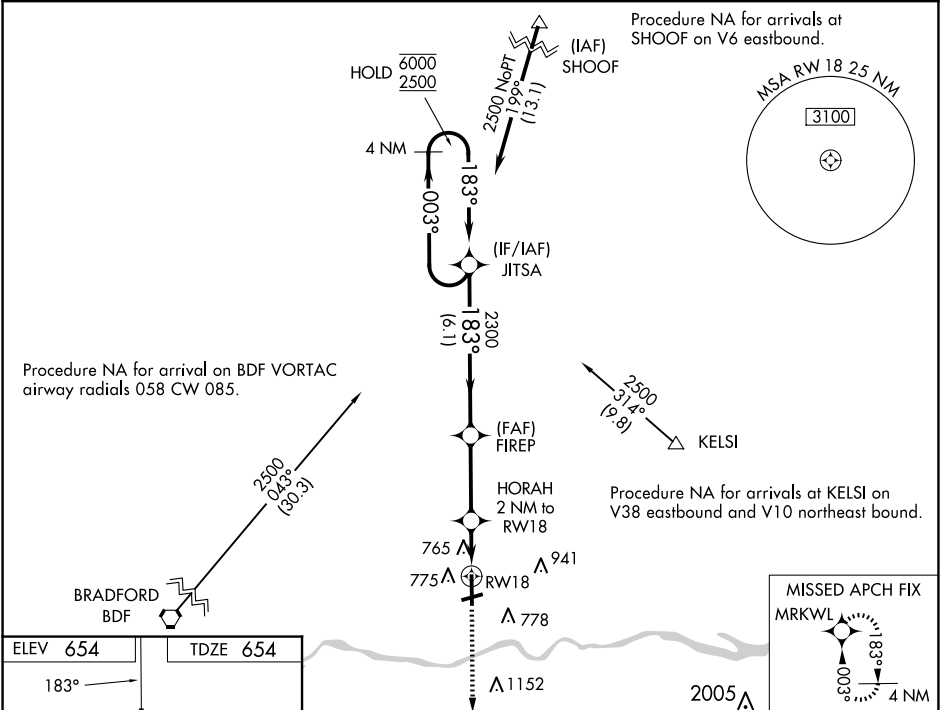 Procedure NA for arrivals at
SHOOF on V6 eastbound.
(IAF)
SHOOF
HOLD 6000
2500
2500 NoPT
199°
(13.1)
MSA RW 18 25 NM
3100
4 NM
183°
003°
(IF/IAF)
JITSA
2300
183°
(6.1)
Procedure NA for arrival on BDF VORTAC
airway radials 058 CW 085.
2500
314°
(9.8)
KELSI
(FAF)
FIREP
2500
043°
(30.3)
HORAH
2 NM to
RW18
Procedure NA for arrivals at KELSI on
V38 eastbound and V10 northeast bound.
765
941
775
RW18
BRADFORD
BDF
778
MISSED APCH FIX
MRKWL
183°
003°
4 NM
ELEV 654
TDZE 654
183°
1152
2005